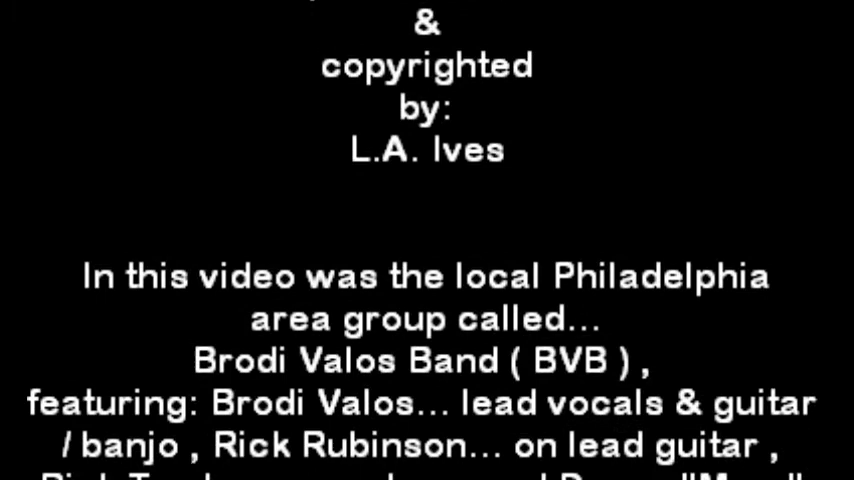 &
copyrighted
by:
L.A. Ives
In this video was the local Philadelphia
area group called...
Brodi Valos Band ( BVB ) ,
featuring: Brodi Valos... lead vocals & guitar
/ banjo , Rick Rubinson... on lead guitar ,